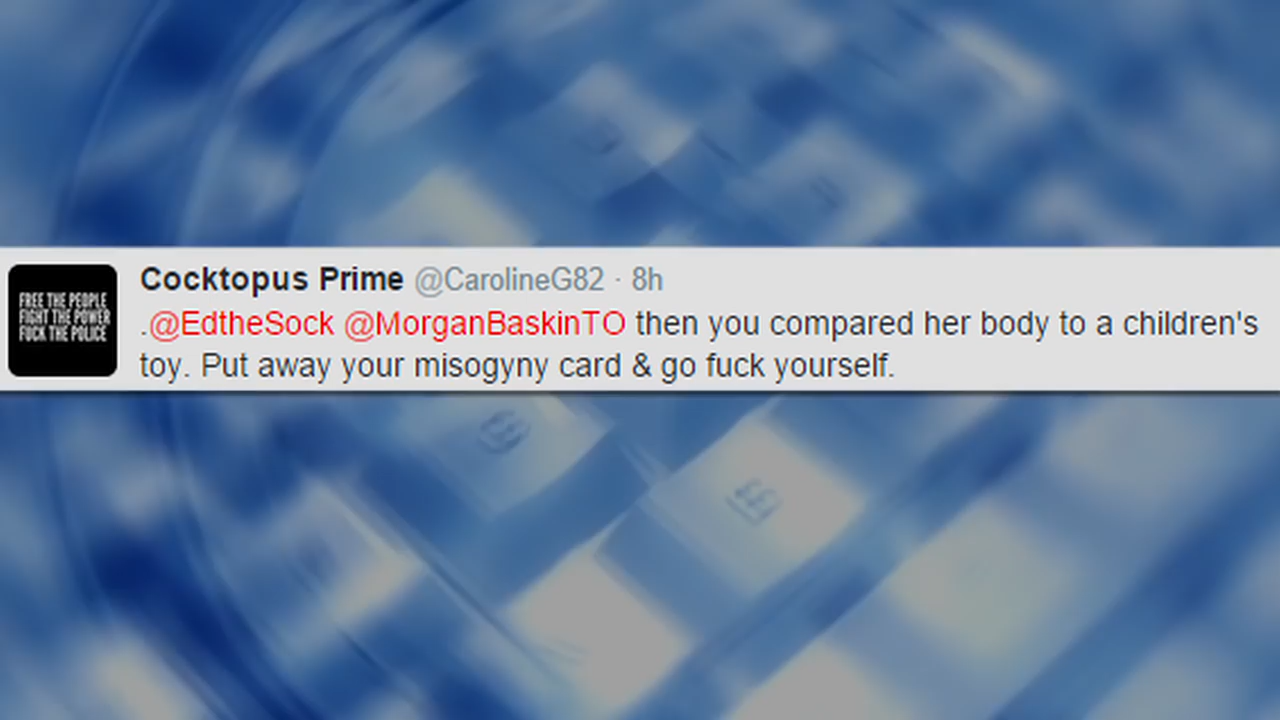 Cocktopus Prime @CarolineG82 · 8h
FREE THE PEOPLE
FIGHT THE POWER
FUCK THE POLICE
.@EdtheSock @MorganBaskinTO then you compared her body to a children's
toy. Put away your misogyny card & go fuck yourself.